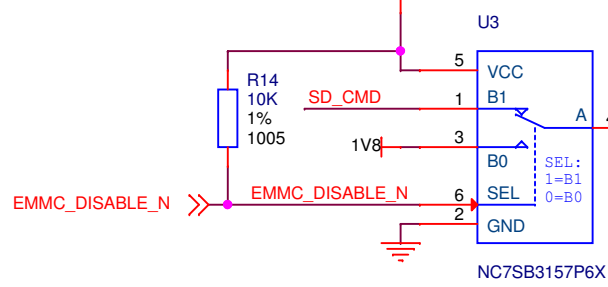 U3
R14
10K
1%
1005
5
VCC
SD_CMD
1
B1
A
1V8
3
B0
SEL:
1=B1
0=B0
EMMC_DISABLE_N
EMMC_DISABLE_N
6
SEL
2
GND
NC7SB3157P6X